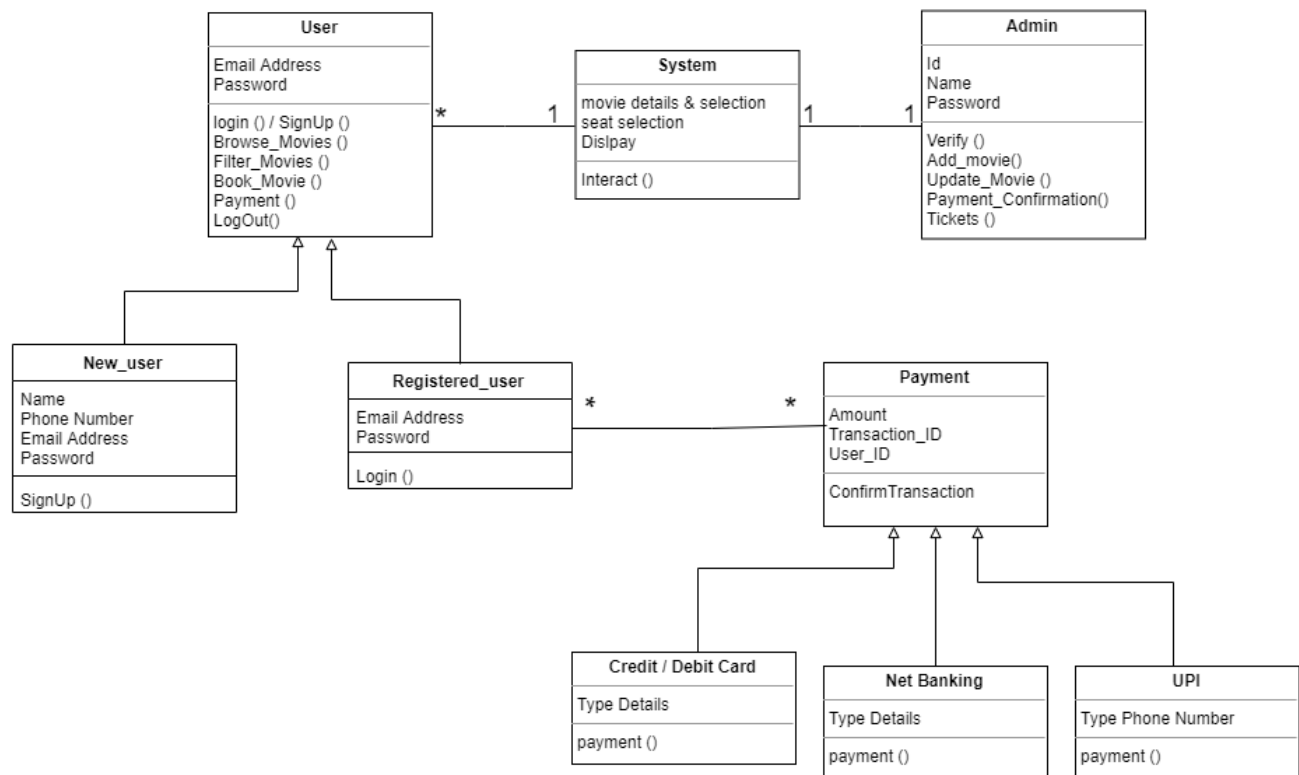 User
Email Address
Password
login () / SignUp ()
Browse_Movies ()
Filter_Movies ()
Book_Movie ()
Payment ()
LogOut()
*
1
System
movie details & selection
seat selection
Dislpay
Interact ()
1
1
Admin
Id
Name
Password
Verify ()
Add_movie()
Update_Movie ()
Payment_Confirmation()
Tickets ()
New_user
Name
Phone Number
Email Address
Password
SignUp ()
Registered_user
Email Address
Password
Login ()
*
*
Payment
Amount
Transaction_ID
User_ID
ConfirmTransaction
Credit / Debit Card
Type Details
payment ()
Net Banking
Type Details
payment ()
UPI
Type Phone Number
payment ()